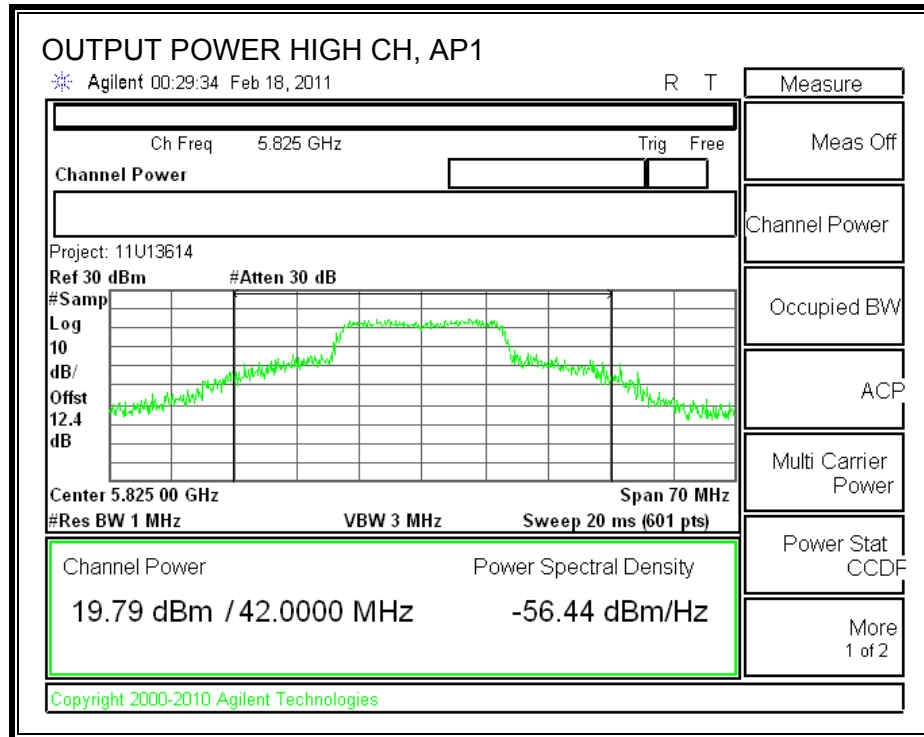 OUTPUT POWER HIGH CH, AP1
Agilent 00:29:34 Feb 18, 2011 R T
Measure
Ch Freq 5.825 GHz Trig Free
Meas Off
Channel Power
Channel Power
Project: 11U13614
Ref 30 dBm #Atten 30 dB
#Samp
Log
10
dB/
Offst
12.4
dB
Occupied BW
ACP
Multi Carrier
Power
Center 5.825 00 GHz Span 70 MHz
#Res BW 1 MHz VBW 3 MHz Sweep 20 ms (601 pts)
Power Stat
CCDF
Channel Power Power Spectral Density
19.79 dBm / 42.0000 MHz -56.44 dBm/Hz
More
1 of 2
Copyright 2000-2010 Agilent Technologies